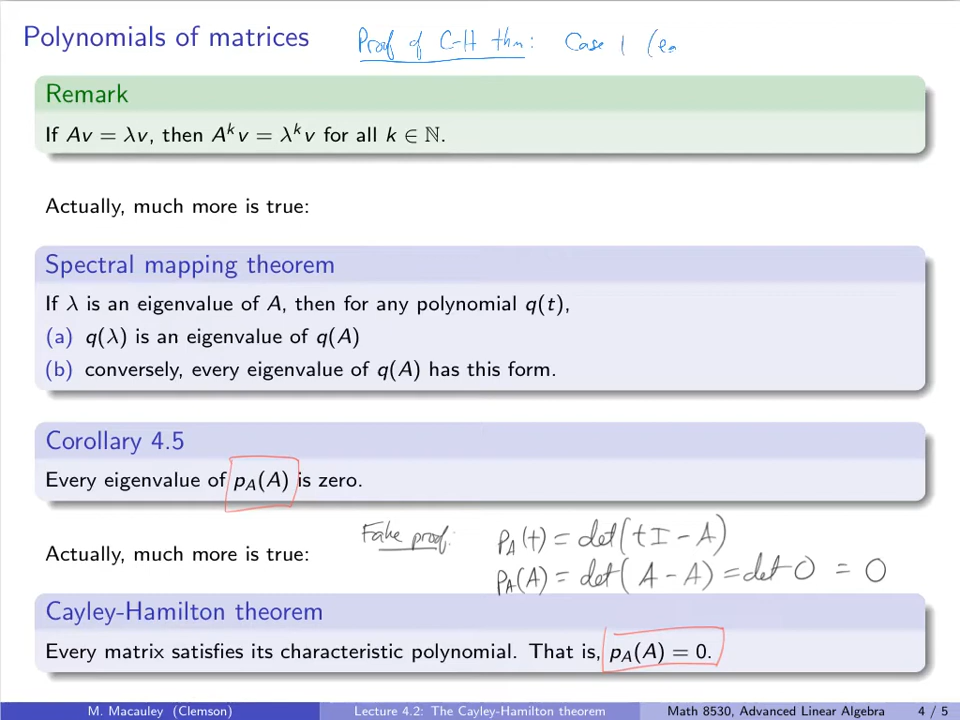 Polynomials of matrices
Proof of C-H thm: Case 1 (ea
Remark
If Av = λv, then Aᵏv = λᵏv for all k ∈ ℕ.
Actually, much more is true:
Spectral mapping theorem
If λ is an eigenvalue of A, then for any polynomial q(t),
(a) q(λ) is an eigenvalue of q(A)
(b) conversely, every eigenvalue of q(A) has this form.
Corollary 4.5
Every eigenvalue of p_A(A) is zero.
Fake proof: p_A(t) = det(tI - A)
Actually, much more is true:
p_A(A) = det(A - A) = det 0 = 0
Cayley-Hamilton theorem
Every matrix satisfies its characteristic polynomial. That is, p_A(A) = 0.
M. Macauley (Clemson) Lecture 4.2: The Cayley-Hamilton theorem Math 8530, Advanced Linear Algebra 4 / 5